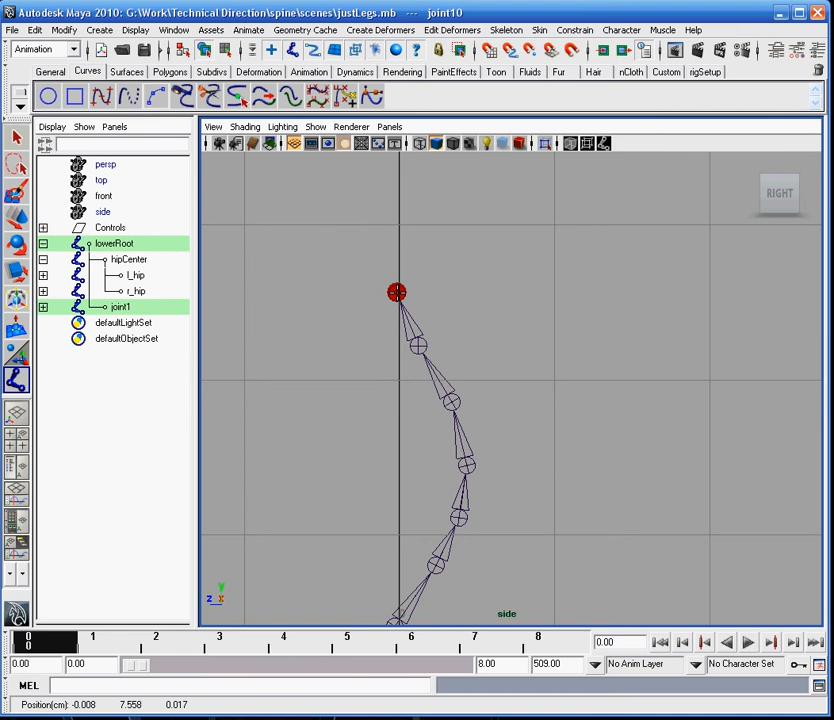 Autodesk Maya 2010: G:\Work\Technical Direction\spine\scenes\justLegs.mb --- joint10
File Edit Modify Create Display Window Assets Animate Geometry Cache Create Deformers Edit Deformers Skeleton Skin Constrain Character Muscle Help
Animation
General Curves Surfaces Polygons Subdivs Deformation Animation Dynamics Rendering PaintEffects Toon Fluids Fur Hair nCloth Custom rigSetup
Display Show Panels
View Shading Lighting Show Renderer Panels
persp
top
front
side
Controls
lowerRoot
hipCenter
l_hip
r_hip
joint1
defaultLightSet
defaultObjectSet
RIGHT
y
z x
side
0 1 2 3 4 5 6 7 8
0
0.00
0.00 0.00 8.00 509.00 No Anim Layer No Character Set
MEL
Position(cm) -0.008 7.558 0.017